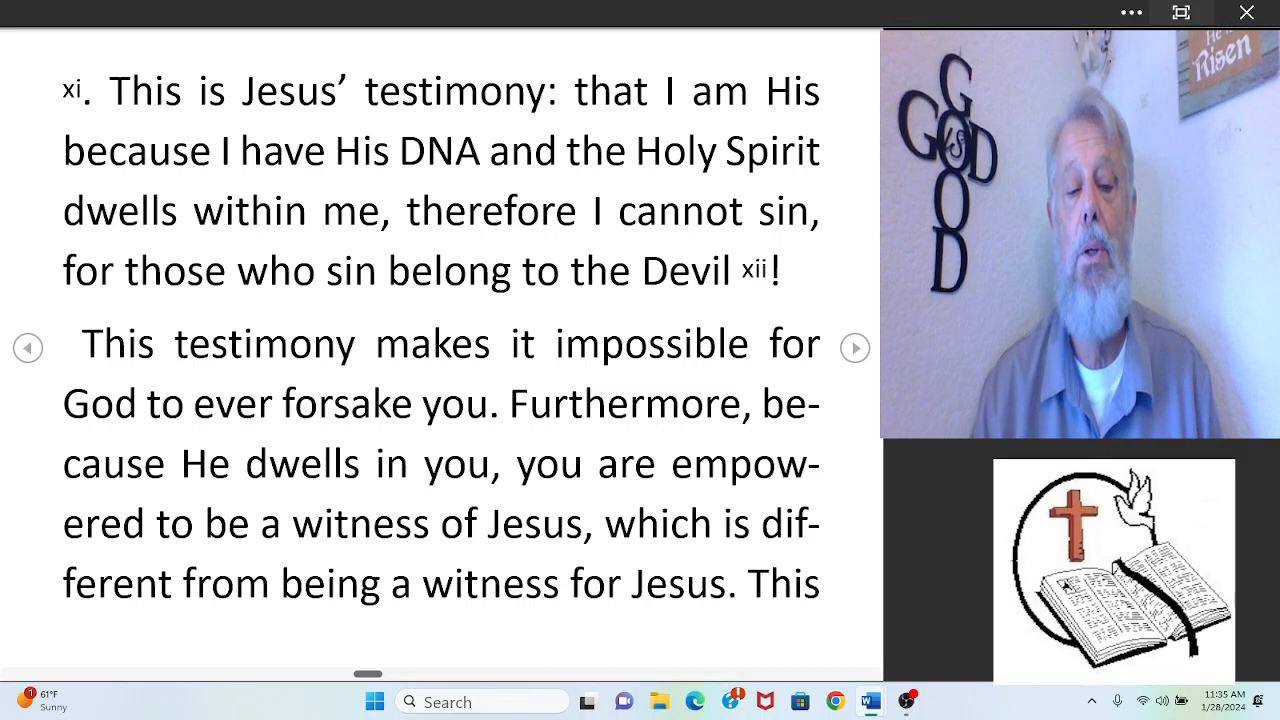 xi. This is Jesus’ testimony: that I am His
because I have His DNA and the Holy Spirit
dwells within me, therefore I cannot sin,
for those who sin belong to the Devil xii!
This testimony makes it impossible for
God to ever forsake you. Furthermore, be-
cause He dwells in you, you are empow-
ered to be a witness of Jesus, which is dif-
ferent from being a witness for Jesus. This
GOD
IS
GOOD
He is
Risen
1
61°F
Sunny
Search
11:35 AM
1/28/2024